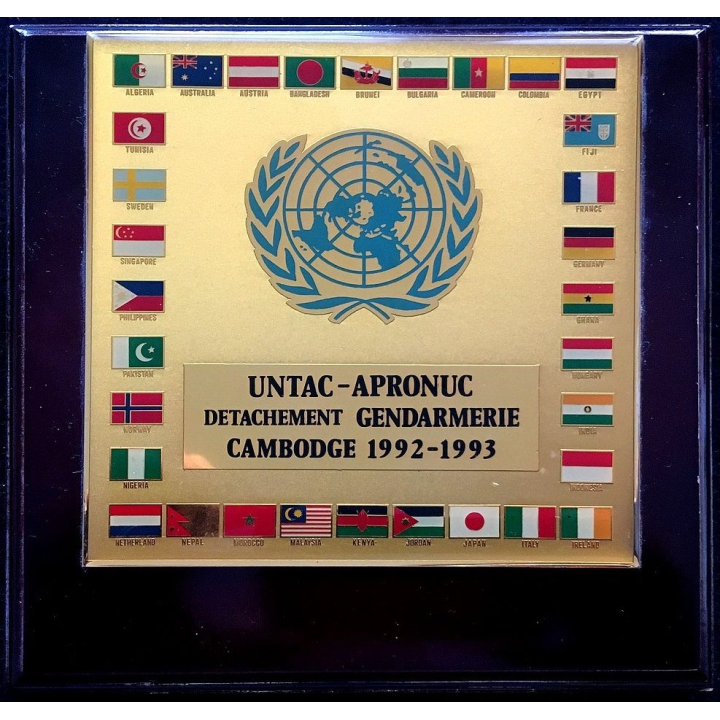 ALGERIA AUSTRALIA AUSTRIA BANGLADESH BRUNEI BULGARIA CAMEROON COLOMBIA EGYPT
TUNISIA FIJI
SWEDEN FRANCE
SINGAPORE GERMANY
PHILIPPINES GHANA
PAKISTAN HUNGARY
UNTAC-APRONUC
DETACHEMENT GENDARMERIE
CAMBODGE 1992-1993
NORWAY INDIA
NIGERIA INDONESIA
NETHERLAND NEPAL MOROCCO MALAYSIA KENYA JORDAN JAPAN ITALY IRELAND